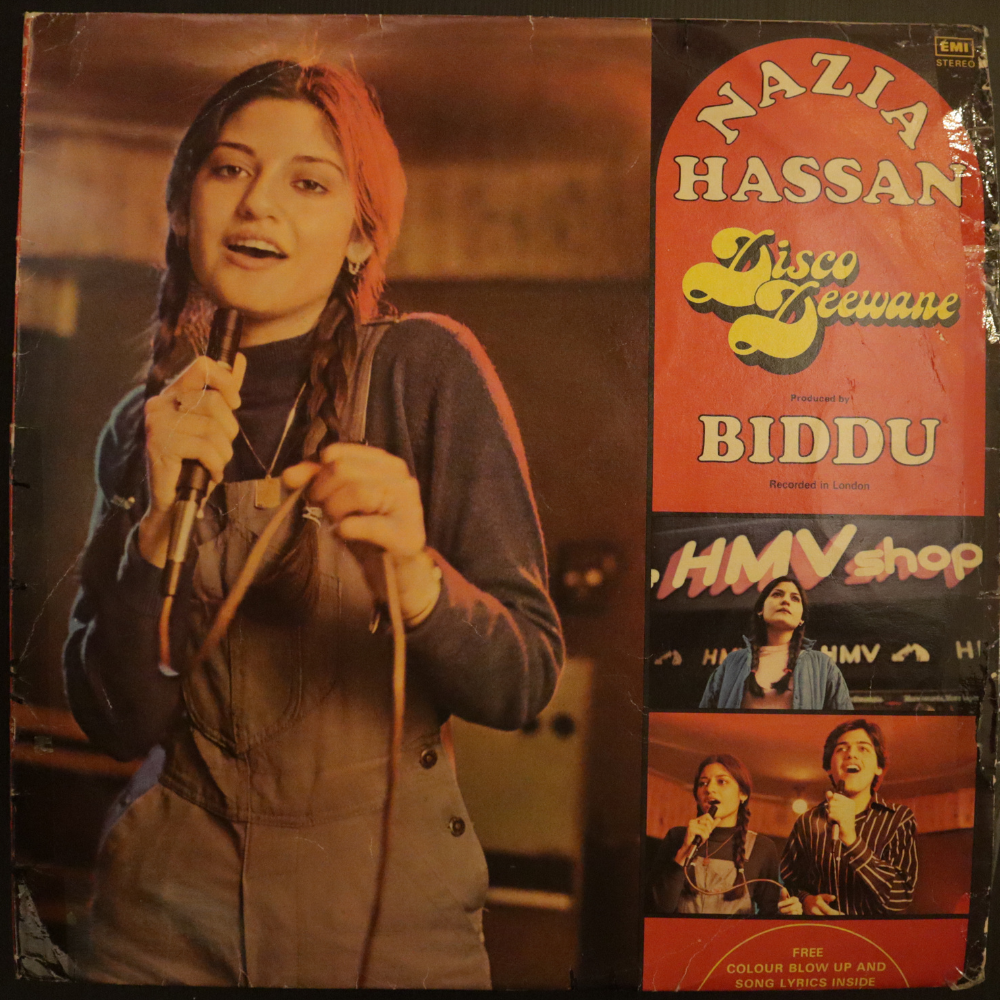 EMI
STEREO
NAZIA
HASSAN
Disco
Deewane
Produced by
BIDDU
Recorded in London
HMV shop
HMV
HMV
H
FREE
COLOUR BLOW UP AND
SONG LYRICS INSIDE